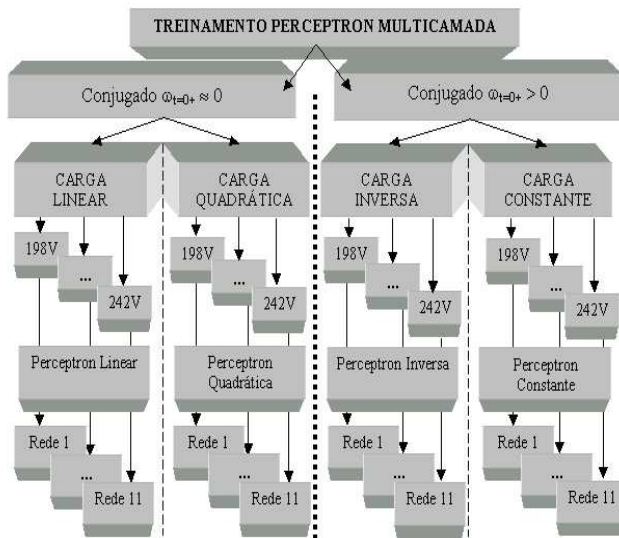 TREINAMENTO PERCEPTRON MULTICAMADA
Conjugado ω t=0+ ≈ 0
Conjugado ω t=0+ > 0
CARGA
LINEAR
CARGA
QUADRÁTICA
CARGA
INVERSA
CARGA
CONSTANTE
198V
...
242V
198V
...
242V
198V
...
242V
198V
...
242V
Perceptron Linear
Perceptron
Quadrática
Perceptron Inversa
Perceptron
Constante
Rede 1
...
Rede 11
Rede 1
...
Rede 11
Rede 1
...
Rede 11
Rede 1
...
Rede 11